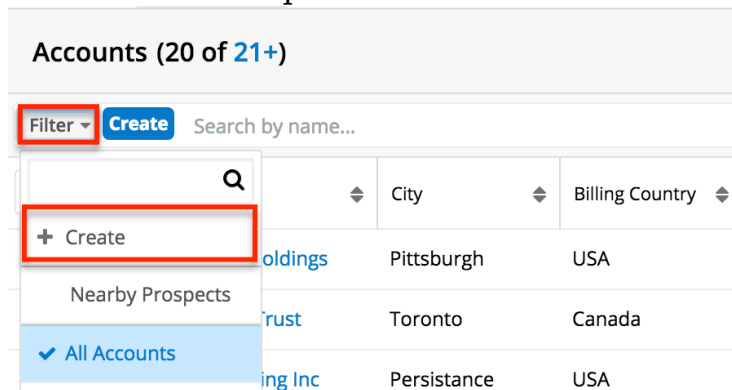 Accounts (20 of 21+)
Filter Create Search by name...
City Billing Country
+ Create
oldings Pittsburgh USA
Nearby Prospects
Trust Toronto Canada
All Accounts
ing Inc Persistance USA